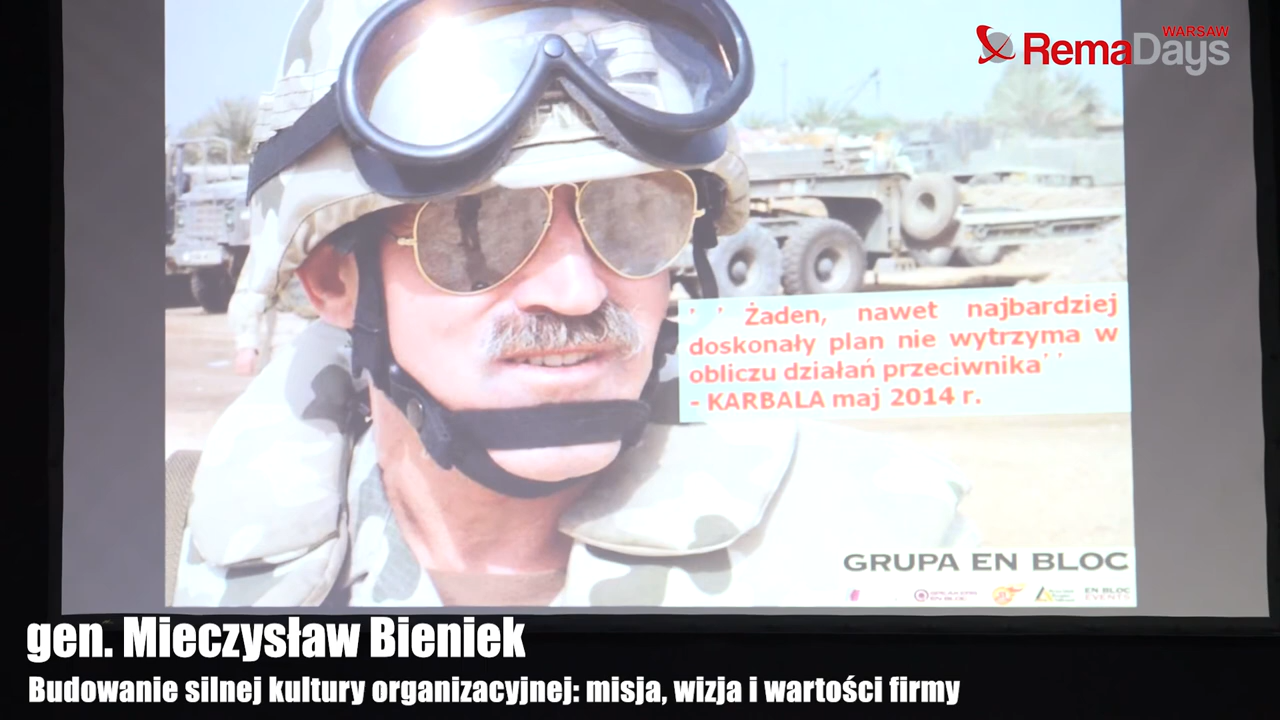 WARSAW
RemaDays
'' Żaden, nawet najbardziej
doskonały plan nie wytrzyma w
obliczu działań przeciwnika''
- KARBALA maj 2014 r.
GRUPA EN BLOC
EN BLOC
EVENTS
gen. Mieczysław Bieniek
Budowanie silnej kultury organizacyjnej: misja, wizja i wartości firmy